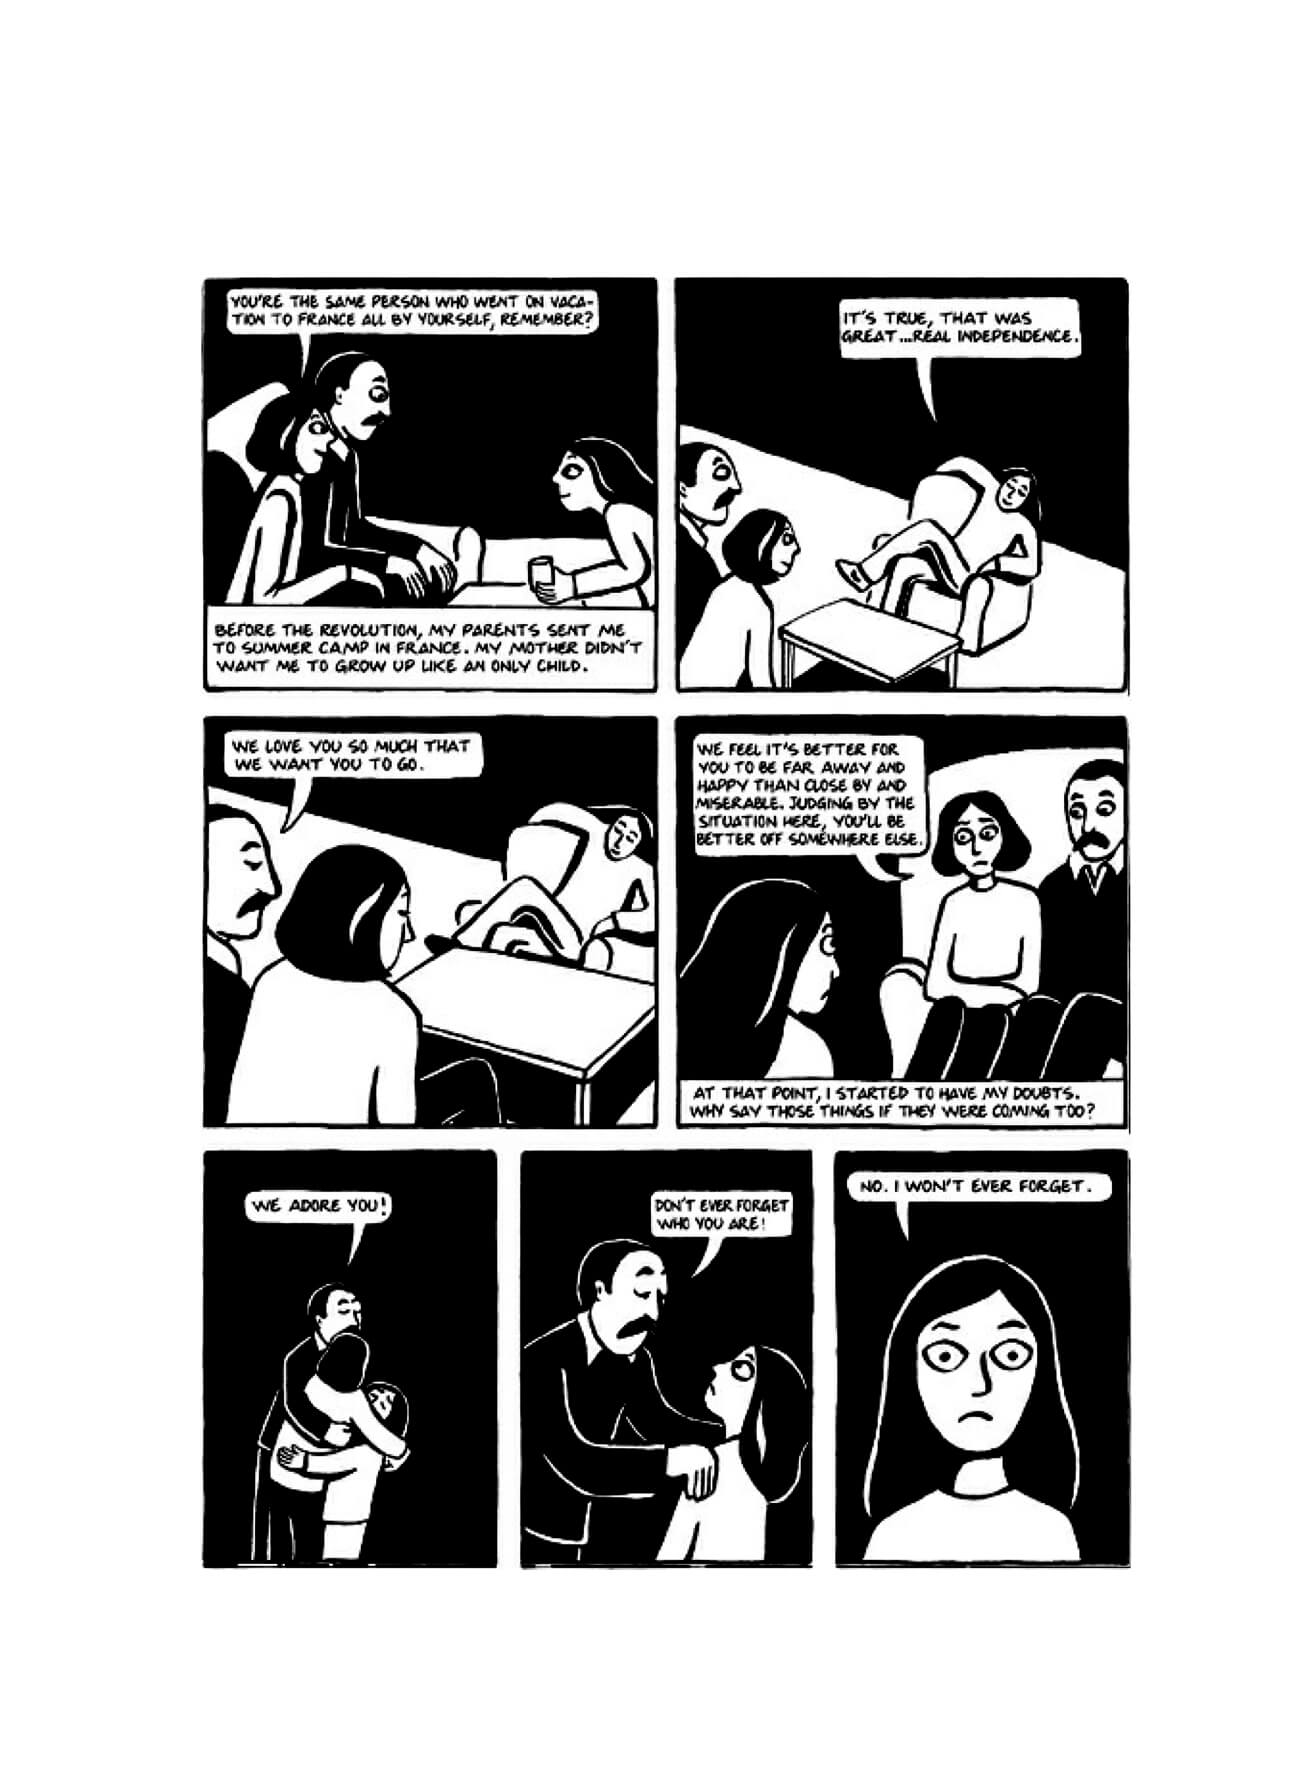 YOU'RE THE SAME PERSON WHO WENT ON VACA-
TION TO FRANCE ALL BY YOURSELF, REMEMBER?
BEFORE THE REVOLUTION, MY PARENTS SENT ME
TO SUMMER CAMP IN FRANCE. MY MOTHER DIDN'T
WANT ME TO GROW UP LIKE AN ONLY CHILD.
IT'S TRUE, THAT WAS
GREAT...REAL INDEPENDENCE.
WE LOVE YOU SO MUCH THAT
WE WANT YOU TO GO.
WE FEEL IT'S BETTER FOR
YOU TO BE FAR AWAY AND
HAPPY THAN CLOSE BY AND
MISERABLE. JUDGING BY THE
SITUATION HERE, YOU'LL BE
BETTER OFF SOMEWHERE ELSE.
AT THAT POINT, I STARTED TO HAVE MY DOUBTS.
WHY SAY THOSE THINGS IF THEY WERE COMING TOO?
WE ADORE YOU!
DON'T EVER FORGET
WHO YOU ARE!
NO. I WON'T EVER FORGET.